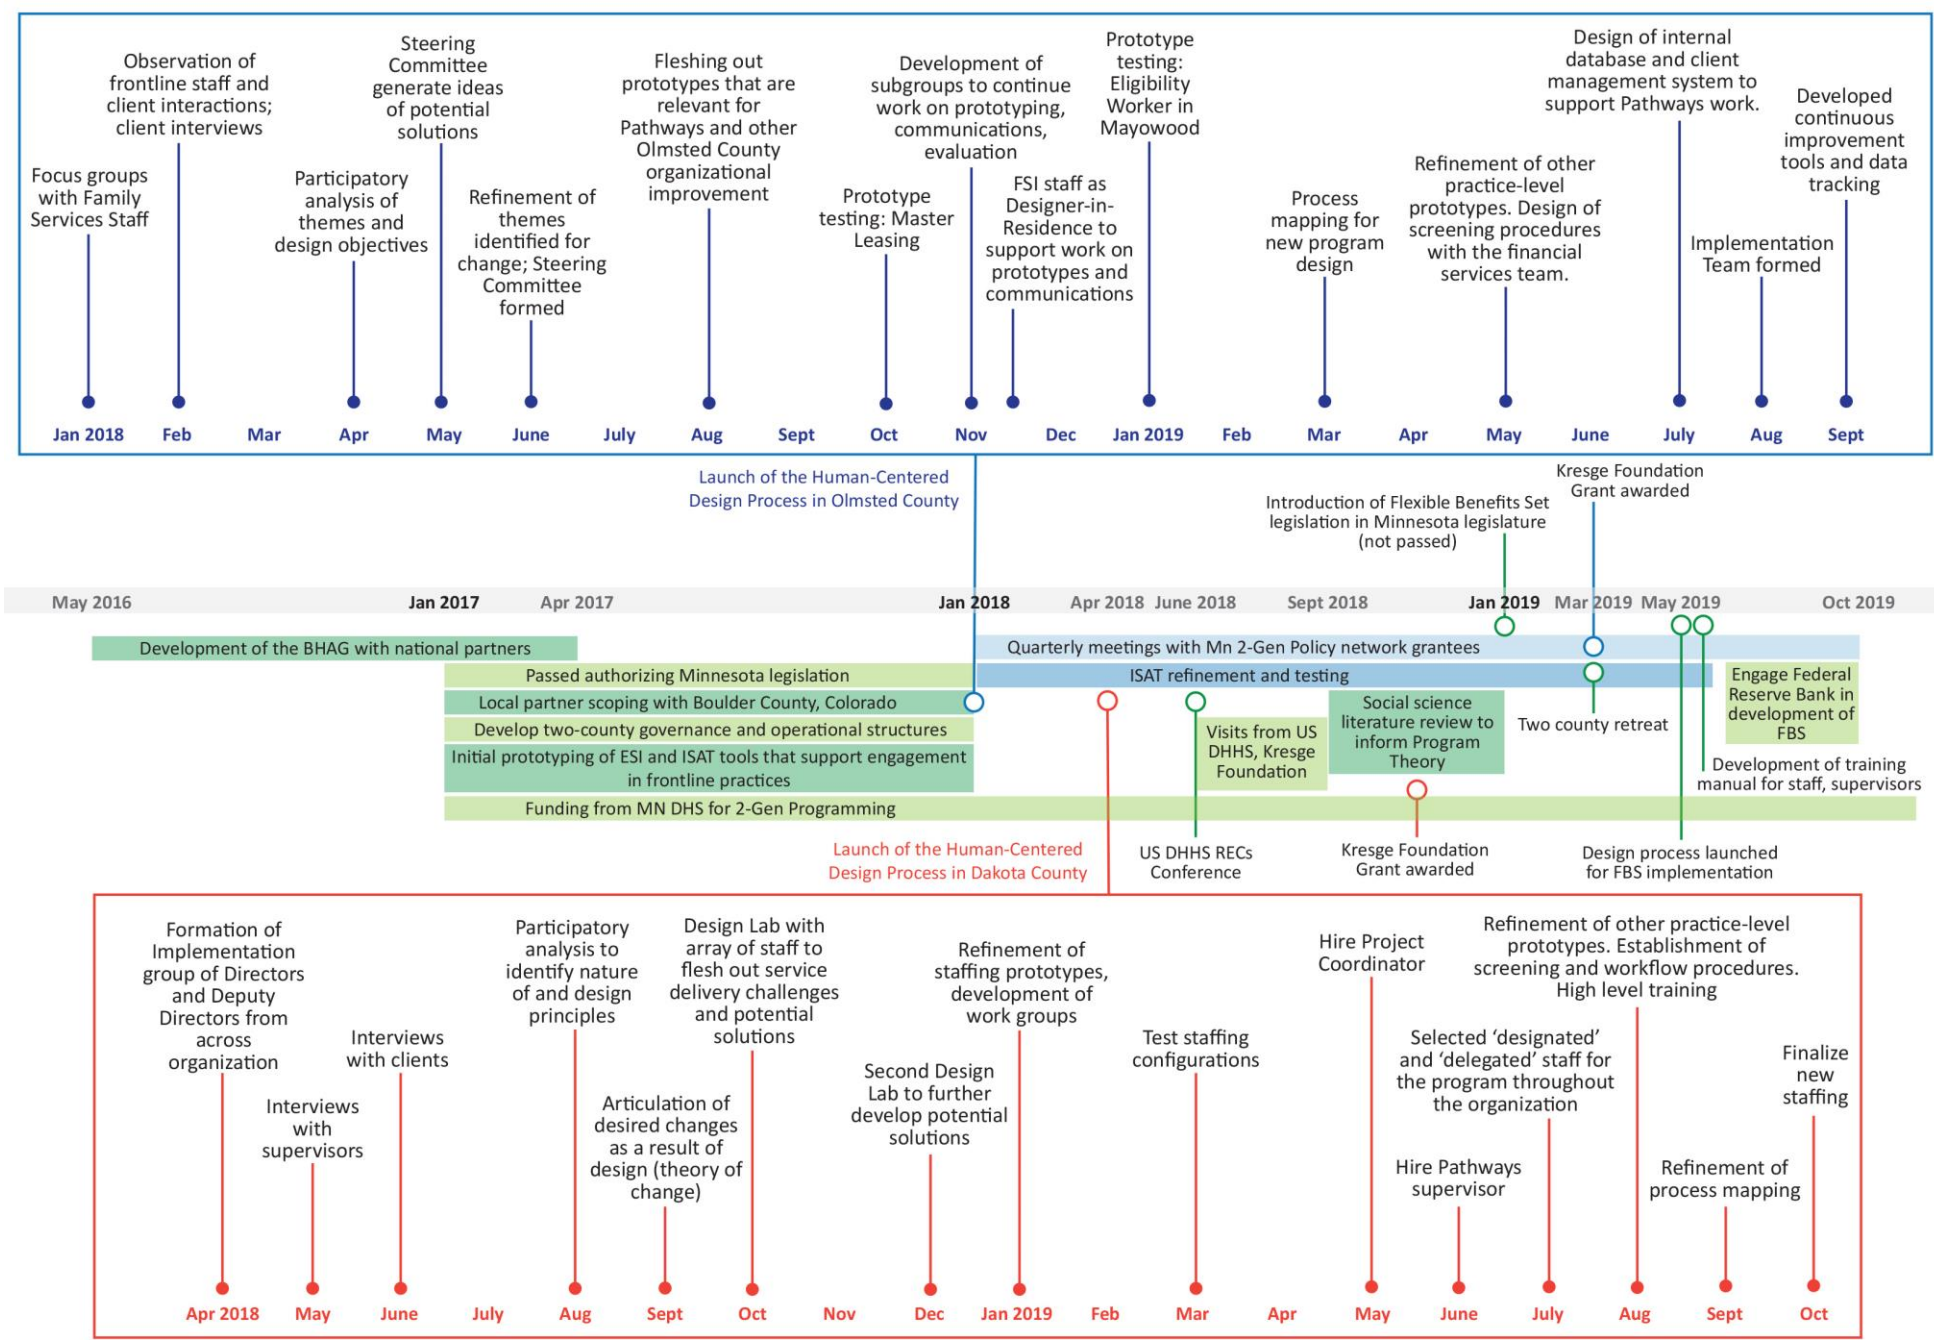 Focus groups
with Family
Services Staff
Observation of
frontline staff and
client interactions;
client interviews
Participatory
analysis of
themes and
design objectives
Steering
Committee
generate ideas
of potential
solutions
Refinement of
themes
identified for
change; Steering
Committee
formed
Fleshing out
prototypes that are
relevant for
Pathways and other
Olmsted County
organizational
improvement
Prototype
testing: Master
Leasing
Development of
subgroups to continue
work on prototyping,
communications,
evaluation
FSI staff as
Designer-in-
Residence to
support work on
prototypes and
communications
Prototype
testing:
Eligibility
Worker in
Mayowood
Process
mapping for
new program
design
Refinement of other
practice-level
prototypes. Design of
screening procedures
with the financial
services team.
Design of internal
database and client
management system to
support Pathways work.
Implementation
Team formed
Developed
continuous
improvement
tools and data
tracking
Jan 2018 Feb Mar Apr May June July Aug Sept Oct Nov Dec Jan 2019 Feb Mar Apr May June July Aug Sept
Launch of the Human-Centered
Design Process in Olmsted County
Introduction of Flexible Benefits Set
legislation in Minnesota legislature
(not passed)
Kresge Foundation
Grant awarded
May 2016 Jan 2017 Apr 2017 Jan 2018 Apr 2018 June 2018 Sept 2018 Jan 2019 Mar 2019 May 2019 Oct 2019
Development of the BHAG with national partners
Quarterly meetings with Mn 2-Gen Policy network grantees
Passed authorizing Minnesota legislation
ISAT refinement and testing
Local partner scoping with Boulder County, Colorado
Develop two-county governance and operational structures
Initial prototyping of ESI and ISAT tools that support engagement
in frontline practices
Funding from MN DHS for 2-Gen Programming
Visits from US
DHHS, Kresge
Foundation
Social science
literature review to
inform Program
Theory
Two county retreat
Engage Federal
Reserve Bank in
development of
FBS
Development of training
manual for staff, supervisors
Launch of the Human-Centered
Design Process in Dakota County
US DHHS RECs
Conference
Kresge Foundation
Grant awarded
Design process launched
for FBS implementation
Formation of
Implementation
group of Directors
and Deputy
Directors from
across
organization
Interviews
with
supervisors
Interviews
with clients
Participatory
analysis to
identify nature
of and design
principles
Articulation of
desired changes
as a result of
design (theory of
change)
Design Lab with
array of staff to
flesh out service
delivery challenges
and potential
solutions
Second Design
Lab to further
develop potential
solutions
Refinement of
staffing prototypes,
development of
work groups
Test staffing
configurations
Hire Project
Coordinator
Hire Pathways
supervisor
Selected ‘designated’
and ‘delegated’ staff for
the program throughout
the organization
Refinement of other practice-level
prototypes. Establishment of
screening and workflow procedures.
High level training
Refinement of
process mapping
Finalize
new
staffing
Apr 2018 May June July Aug Sept Oct Nov Dec Jan 2019 Feb Mar Apr May June July Aug Sept Oct